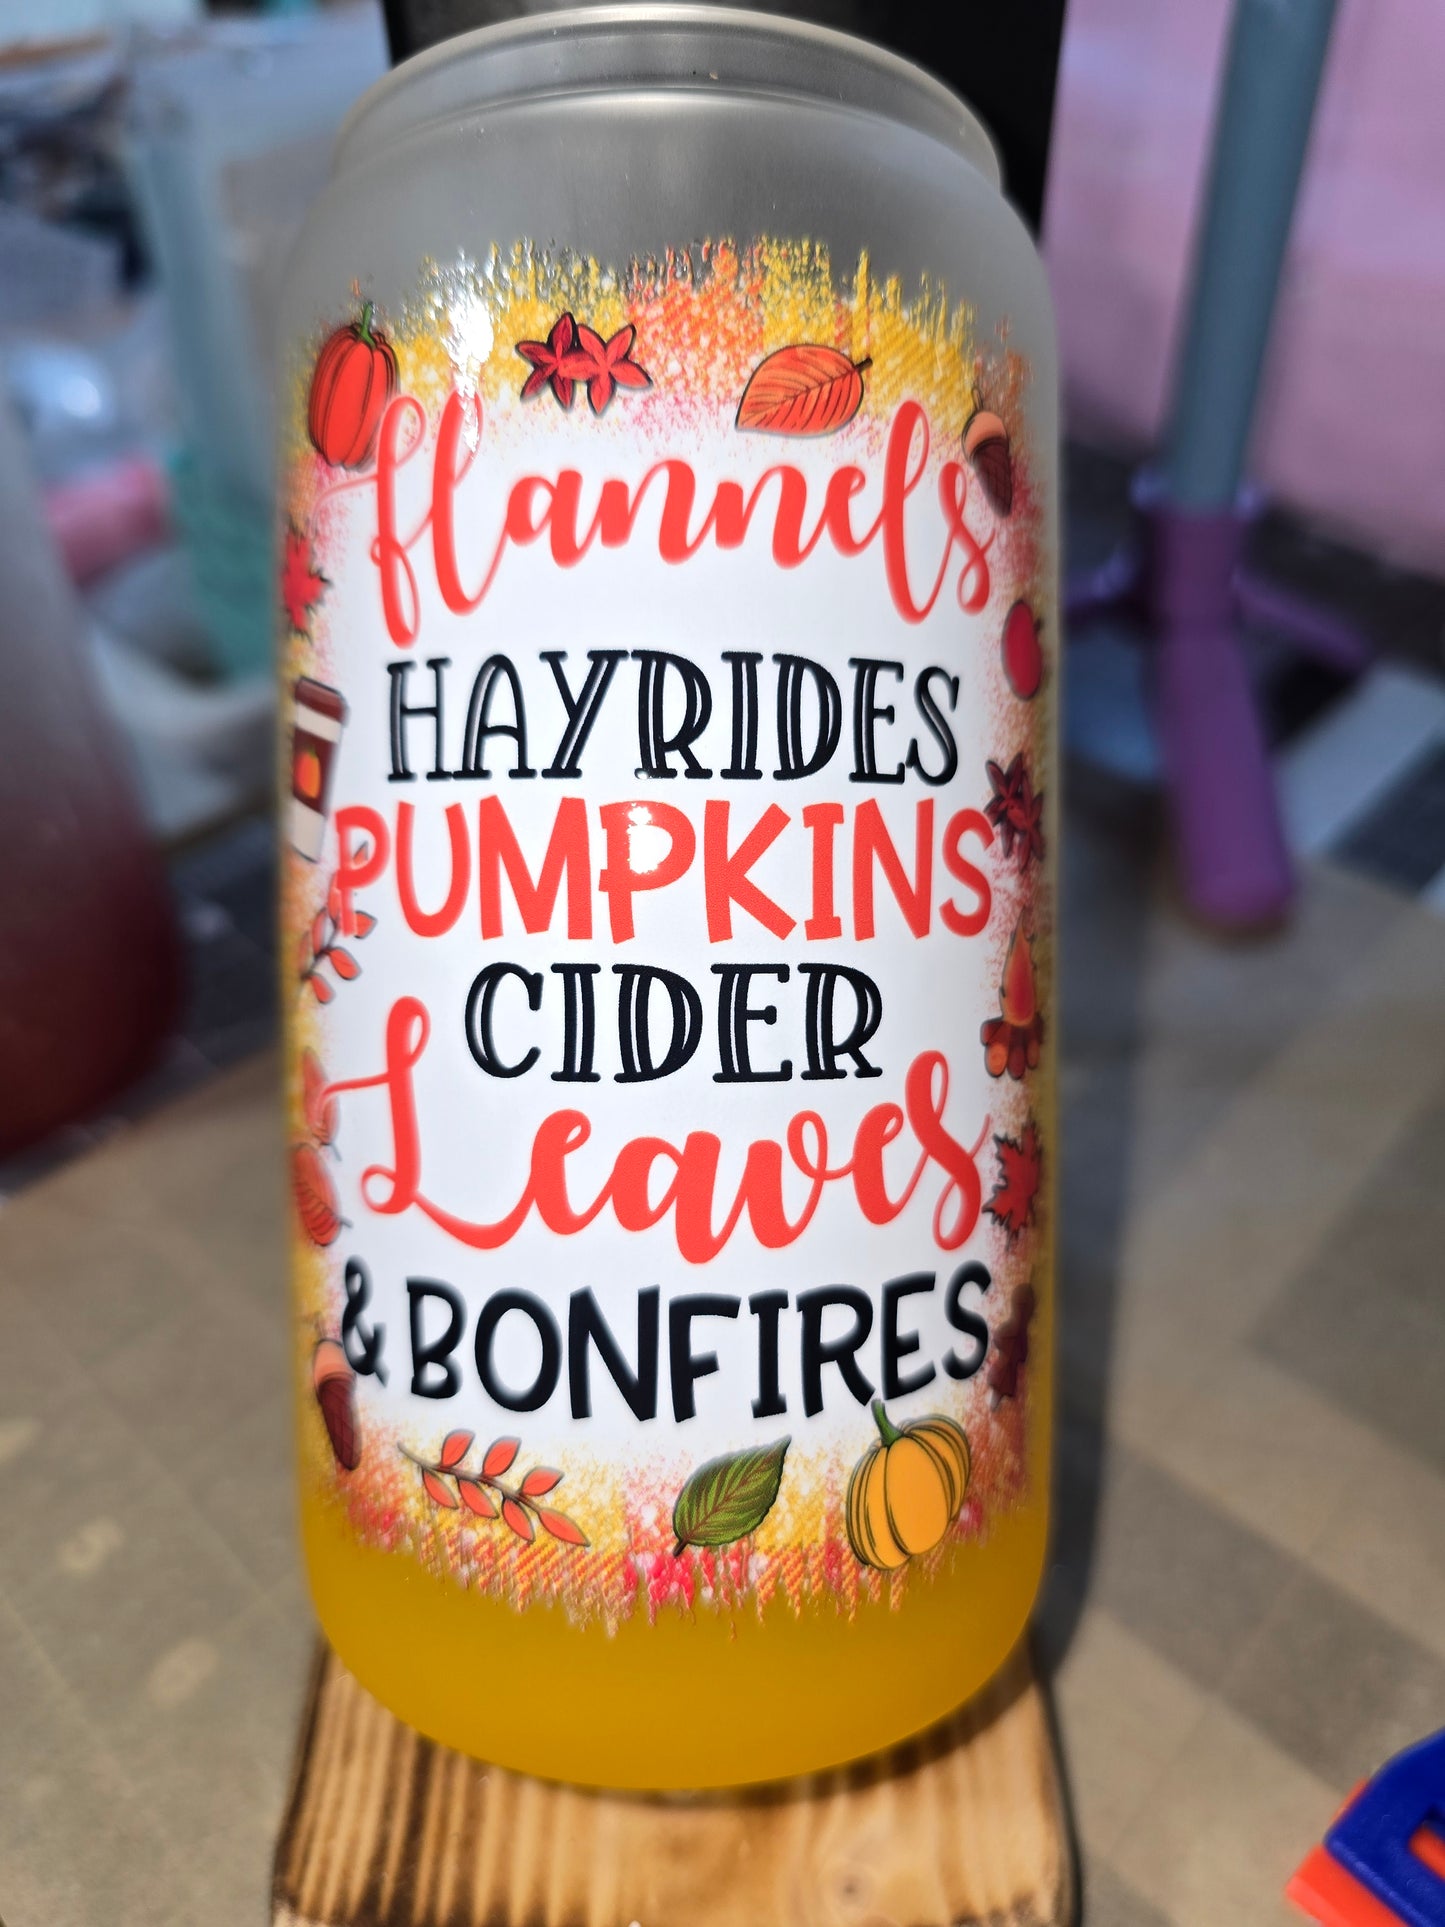 flannels
HAYRIDES
PUMPKINS
CIDER
Leaves
& BONFIRES